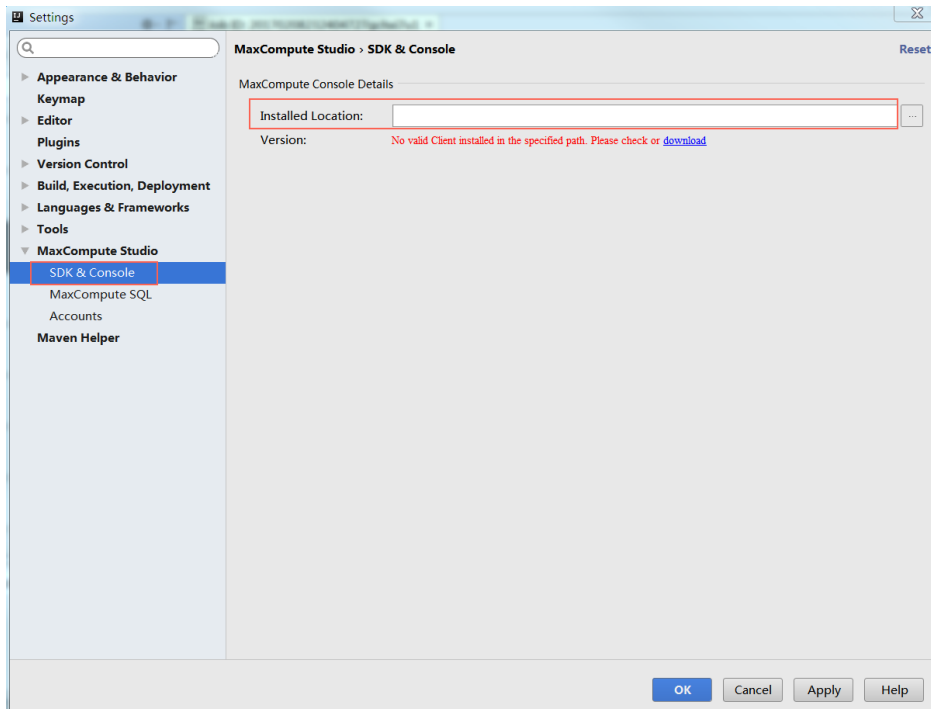 Settings
MaxCompute Studio › SDK & Console
Reset
Appearance & Behavior
Keymap
Editor
Plugins
Version Control
Build, Execution, Deployment
Languages & Frameworks
Tools
MaxCompute Studio
SDK & Console
MaxCompute SQL
Accounts
Maven Helper
MaxCompute Console Details
Installed Location:
...
Version: No valid Client installed in the specified path. Please check or download
OK Cancel Apply Help